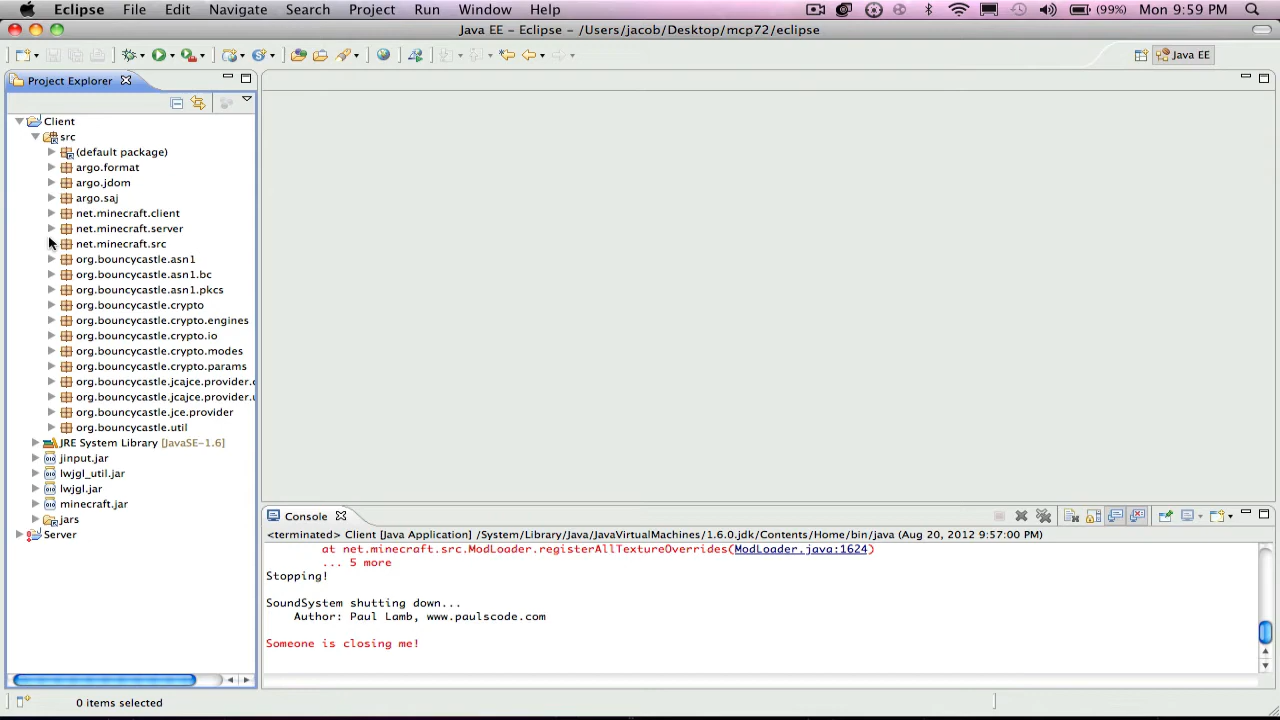 Eclipse File Edit Navigate Search Project Run Window Help (99%) Mon 9:59 PM
Java EE - Eclipse - /Users/jacob/Desktop/mcp72/eclipse
Java EE
Project Explorer
Client
src
(default package)
argo.format
argo.jdom
argo.saj
net.minecraft.client
net.minecraft.server
net.minecraft.src
org.bouncycastle.asn1
org.bouncycastle.asn1.bc
org.bouncycastle.asn1.pkcs
org.bouncycastle.crypto
org.bouncycastle.crypto.engines
org.bouncycastle.crypto.io
org.bouncycastle.crypto.modes
org.bouncycastle.crypto.params
org.bouncycastle.jcajce.provider.
org.bouncycastle.jcajce.provider.
org.bouncycastle.jce.provider
org.bouncycastle.util
JRE System Library [JavaSE-1.6]
jinput.jar
lwjgl_util.jar
lwjgl.jar
minecraft.jar
jars
Server
Console
<terminated> Client [Java Application] /System/Library/Java/JavaVirtualMachines/1.6.0.jdk/Contents/Home/bin/java (Aug 20, 2012 9:57:00 PM)
at net.minecraft.src.ModLoader.registerAllTextureOverrides(ModLoader.java:1624)
... 5 more
Stopping!
SoundSystem shutting down...
Author: Paul Lamb, www.paulscode.com
Someone is closing me!
0 items selected